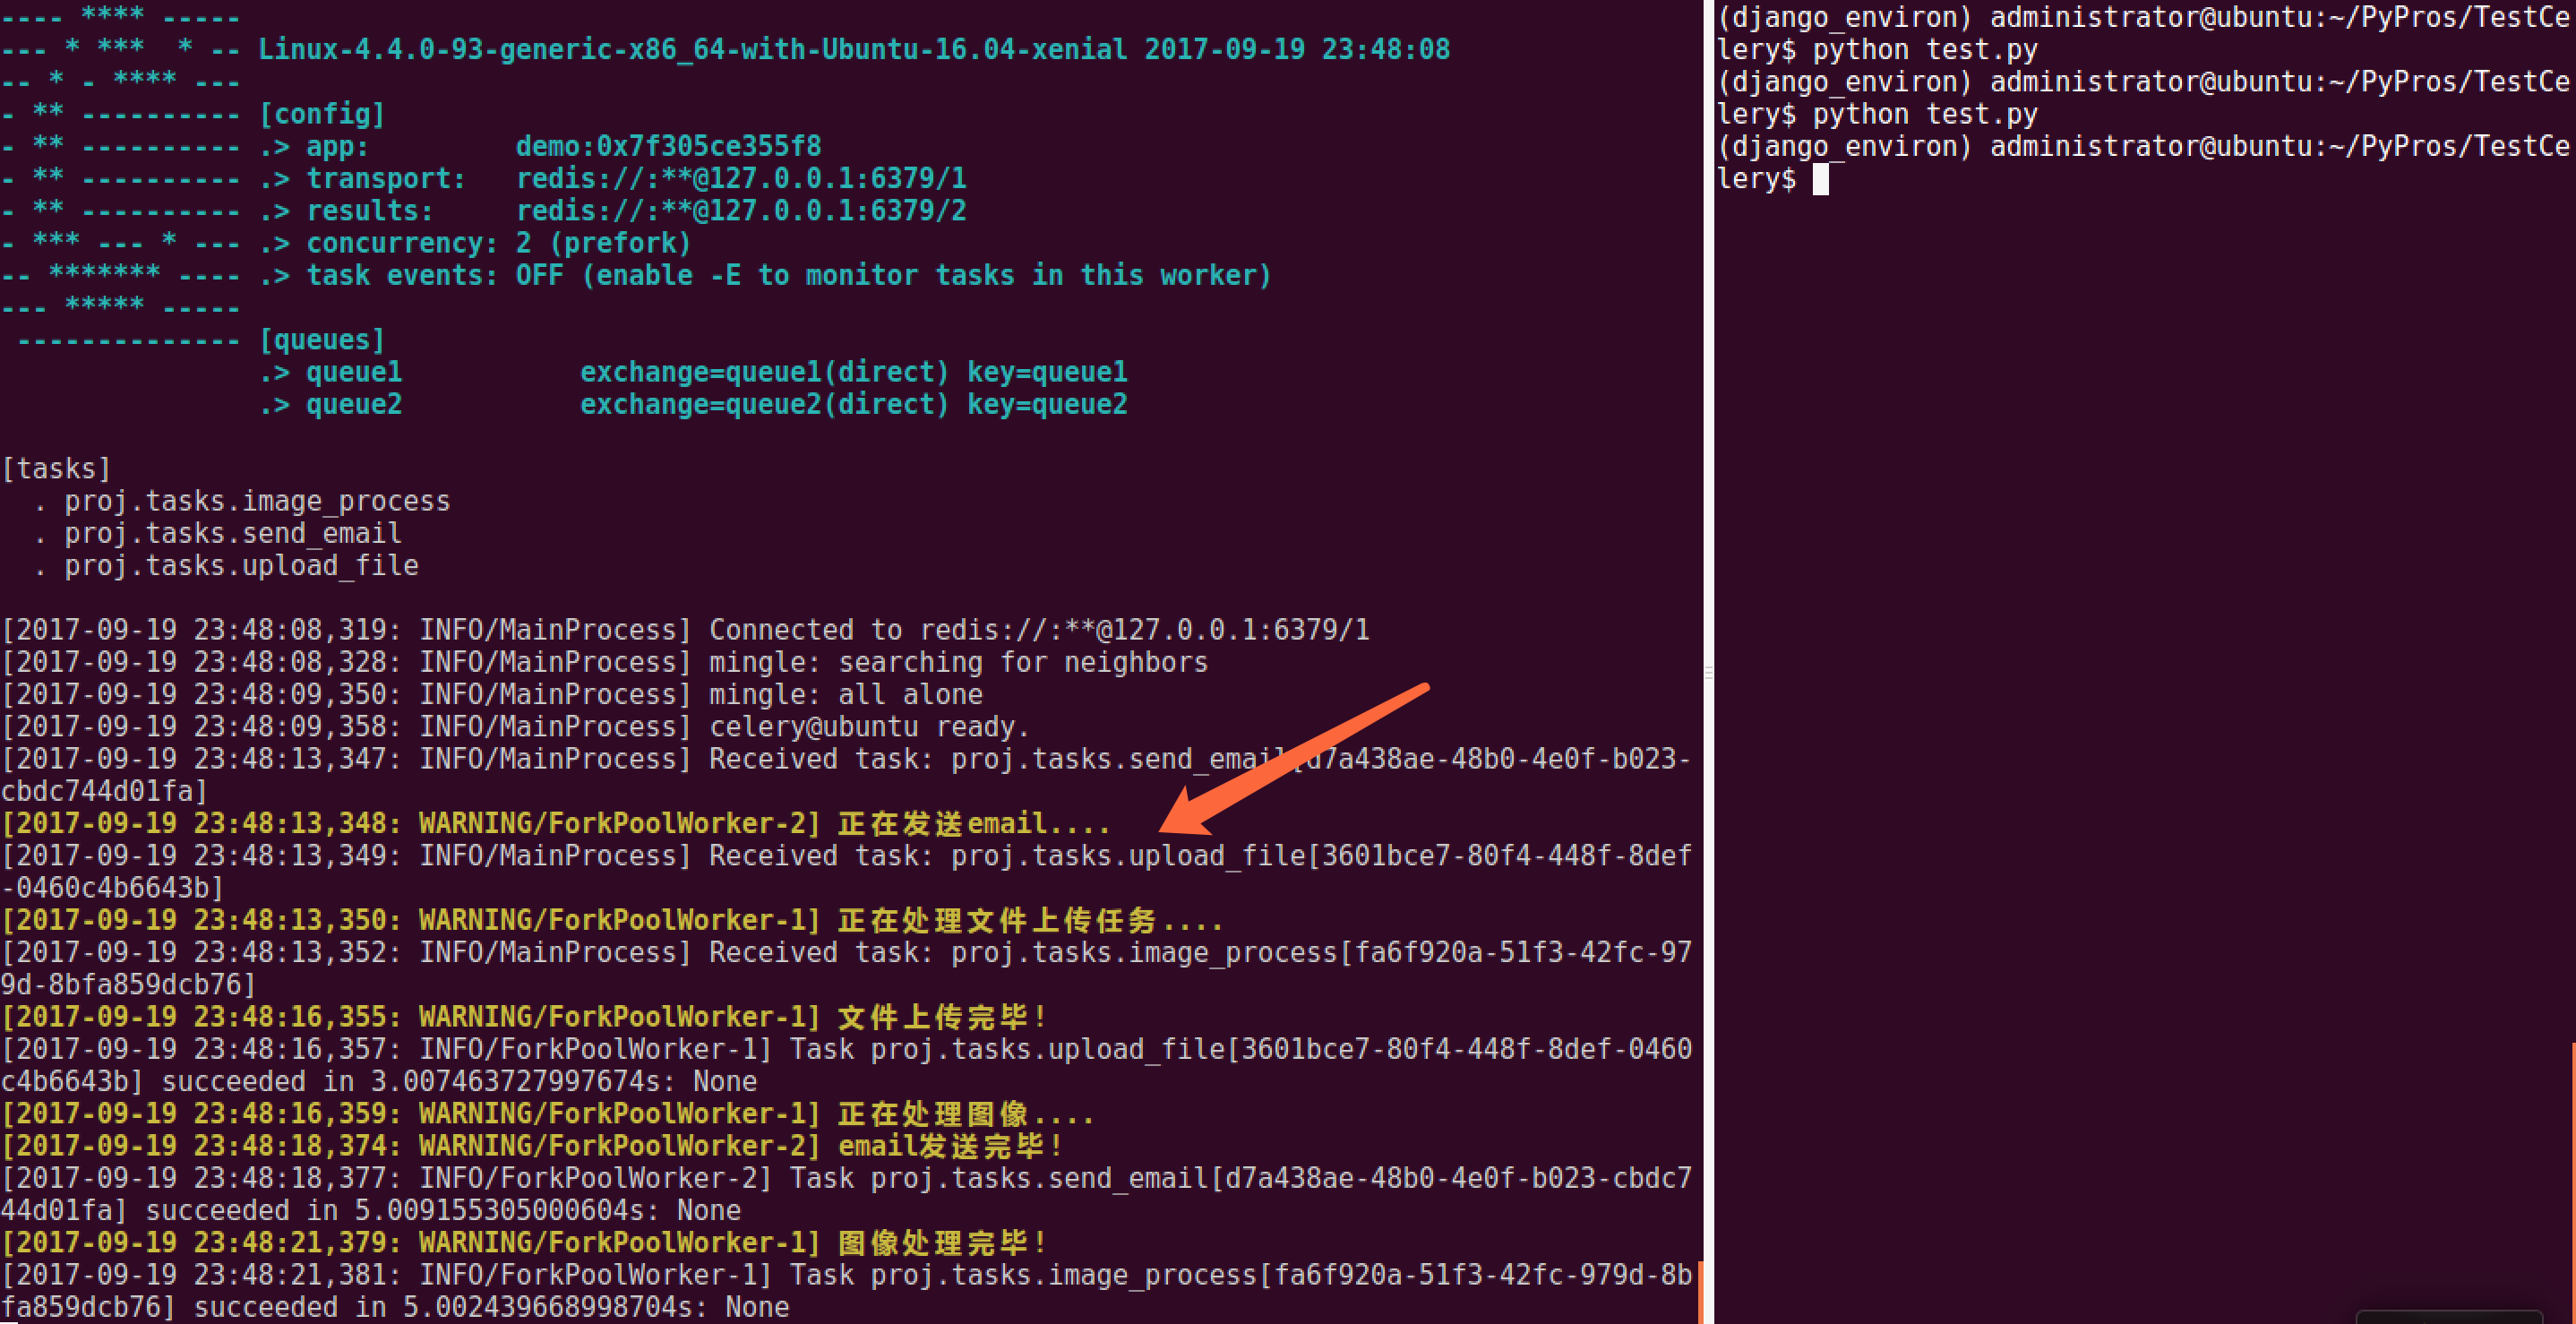 ---- **** -----
--- * ***  * -- Linux-4.4.0-93-generic-x86_64-with-Ubuntu-16.04-xenial 2017-09-19 23:48:08
-- * - **** ---
- ** ---------- [config]
- ** ---------- .> app:         demo:0x7f305ce355f8
- ** ---------- .> transport:   redis://:**@127.0.0.1:6379/1
- ** ---------- .> results:     redis://:**@127.0.0.1:6379/2
- *** --- * --- .> concurrency: 2 (prefork)
-- ******* ---- .> task events: OFF (enable -E to monitor tasks in this worker)
--- ***** -----
 -------------- [queues]
                .> queue1           exchange=queue1(direct) key=queue1
                .> queue2           exchange=queue2(direct) key=queue2
[tasks]
  . proj.tasks.image_process
  . proj.tasks.send_email
  . proj.tasks.upload_file
[2017-09-19 23:48:08,319: INFO/MainProcess] Connected to redis://:**@127.0.0.1:6379/1
[2017-09-19 23:48:08,328: INFO/MainProcess] mingle: searching for neighbors
[2017-09-19 23:48:09,350: INFO/MainProcess] mingle: all alone
[2017-09-19 23:48:09,358: INFO/MainProcess] celery@ubuntu ready.
[2017-09-19 23:48:13,347: INFO/MainProcess] Received task: proj.tasks.send_email[d7a438ae-48b0-4e0f-b023-
cbdc744d01fa]
[2017-09-19 23:48:13,348: WARNING/ForkPoolWorker-2] 正在发送email....
[2017-09-19 23:48:13,349: INFO/MainProcess] Received task: proj.tasks.upload_file[3601bce7-80f4-448f-8def
-0460c4b6643b]
[2017-09-19 23:48:13,350: WARNING/ForkPoolWorker-1] 正在处理文件上传任务....
[2017-09-19 23:48:13,352: INFO/MainProcess] Received task: proj.tasks.image_process[fa6f920a-51f3-42fc-97
9d-8bfa859dcb76]
[2017-09-19 23:48:16,355: WARNING/ForkPoolWorker-1] 文件上传完毕!
[2017-09-19 23:48:16,357: INFO/ForkPoolWorker-1] Task proj.tasks.upload_file[3601bce7-80f4-448f-8def-0460
c4b6643b] succeeded in 3.007463727997674s: None
[2017-09-19 23:48:16,359: WARNING/ForkPoolWorker-1] 正在处理图像....
[2017-09-19 23:48:18,374: WARNING/ForkPoolWorker-2] email发送完毕!
[2017-09-19 23:48:18,377: INFO/ForkPoolWorker-2] Task proj.tasks.send_email[d7a438ae-48b0-4e0f-b023-cbdc7
44d01fa] succeeded in 5.009155305000604s: None
[2017-09-19 23:48:21,379: WARNING/ForkPoolWorker-1] 图像处理完毕!
[2017-09-19 23:48:21,381: INFO/ForkPoolWorker-1] Task proj.tasks.image_process[fa6f920a-51f3-42fc-979d-8b
fa859dcb76] succeeded in 5.002439668998704s: None
(django_environ) administrator@ubuntu:~/PyPros/TestCe
lery$ python test.py
(django_environ) administrator@ubuntu:~/PyPros/TestCe
lery$ python test.py
(django_environ) administrator@ubuntu:~/PyPros/TestCe
lery$